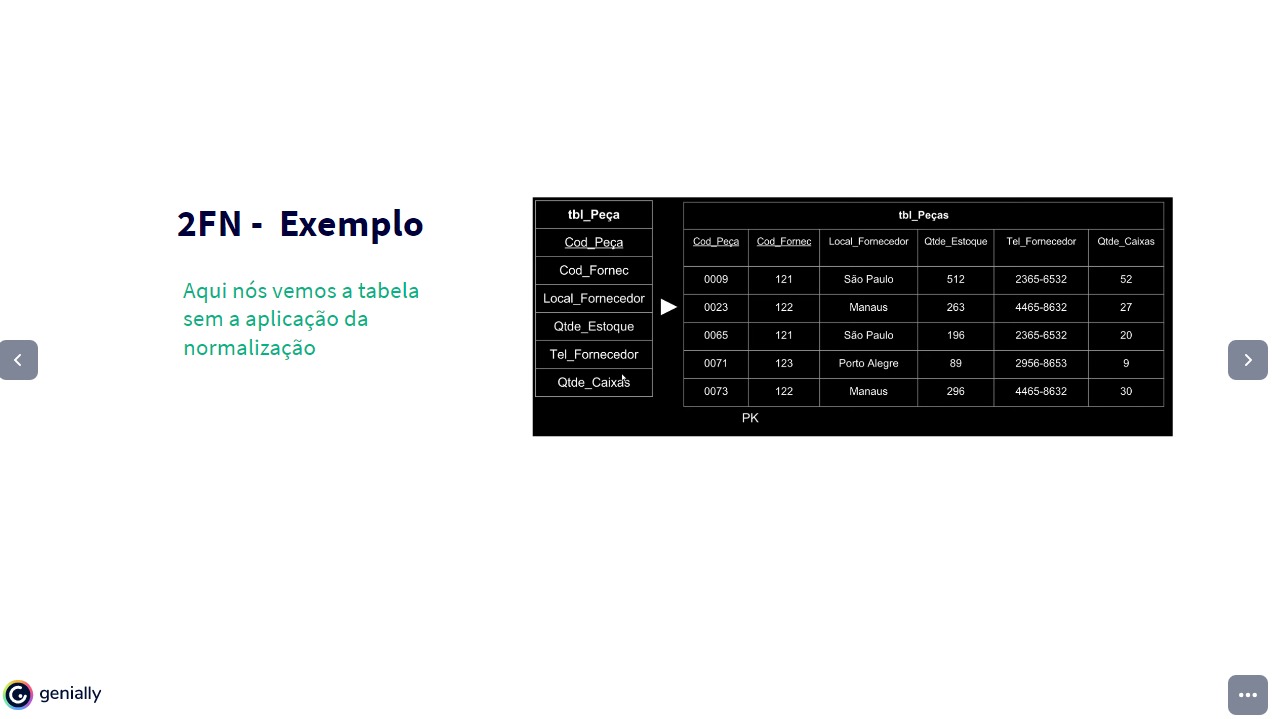 2FN - Exemplo
Aqui nós vemos a tabela
sem a aplicação da
normalização
tbl_Peça
Cod_Peça
Cod_Fornec
Local_Fornecedor
Qtde_Estoque
Tel_Fornecedor
Qtde_Caixas
tbl_Peças
Cod_Peça Cod_Fornec Local_Fornecedor Qtde_Estoque Tel_Fornecedor Qtde_Caixas
0009 121 São Paulo 512 2365-6532 52
0023 122 Manaus 263 4465-8632 27
0065 121 São Paulo 196 2365-6532 20
0071 123 Porto Alegre 89 2956-8653 9
0073 122 Manaus 296 4465-8632 30
PK
genially